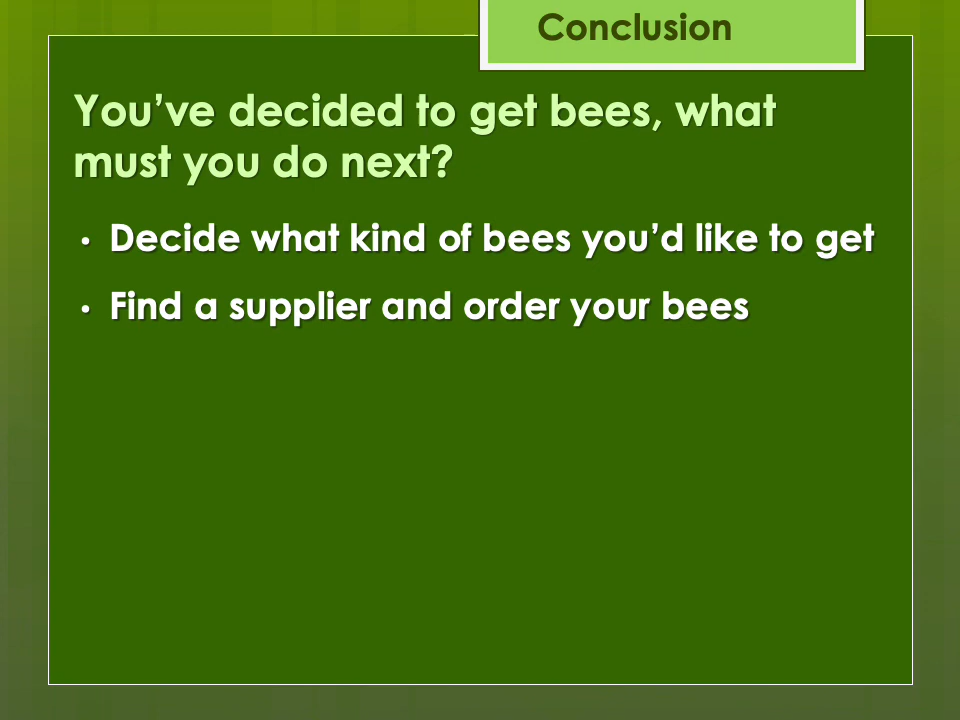 Conclusion
You’ve decided to get bees, what
must you do next?
• Decide what kind of bees you’d like to get
• Find a supplier and order your bees